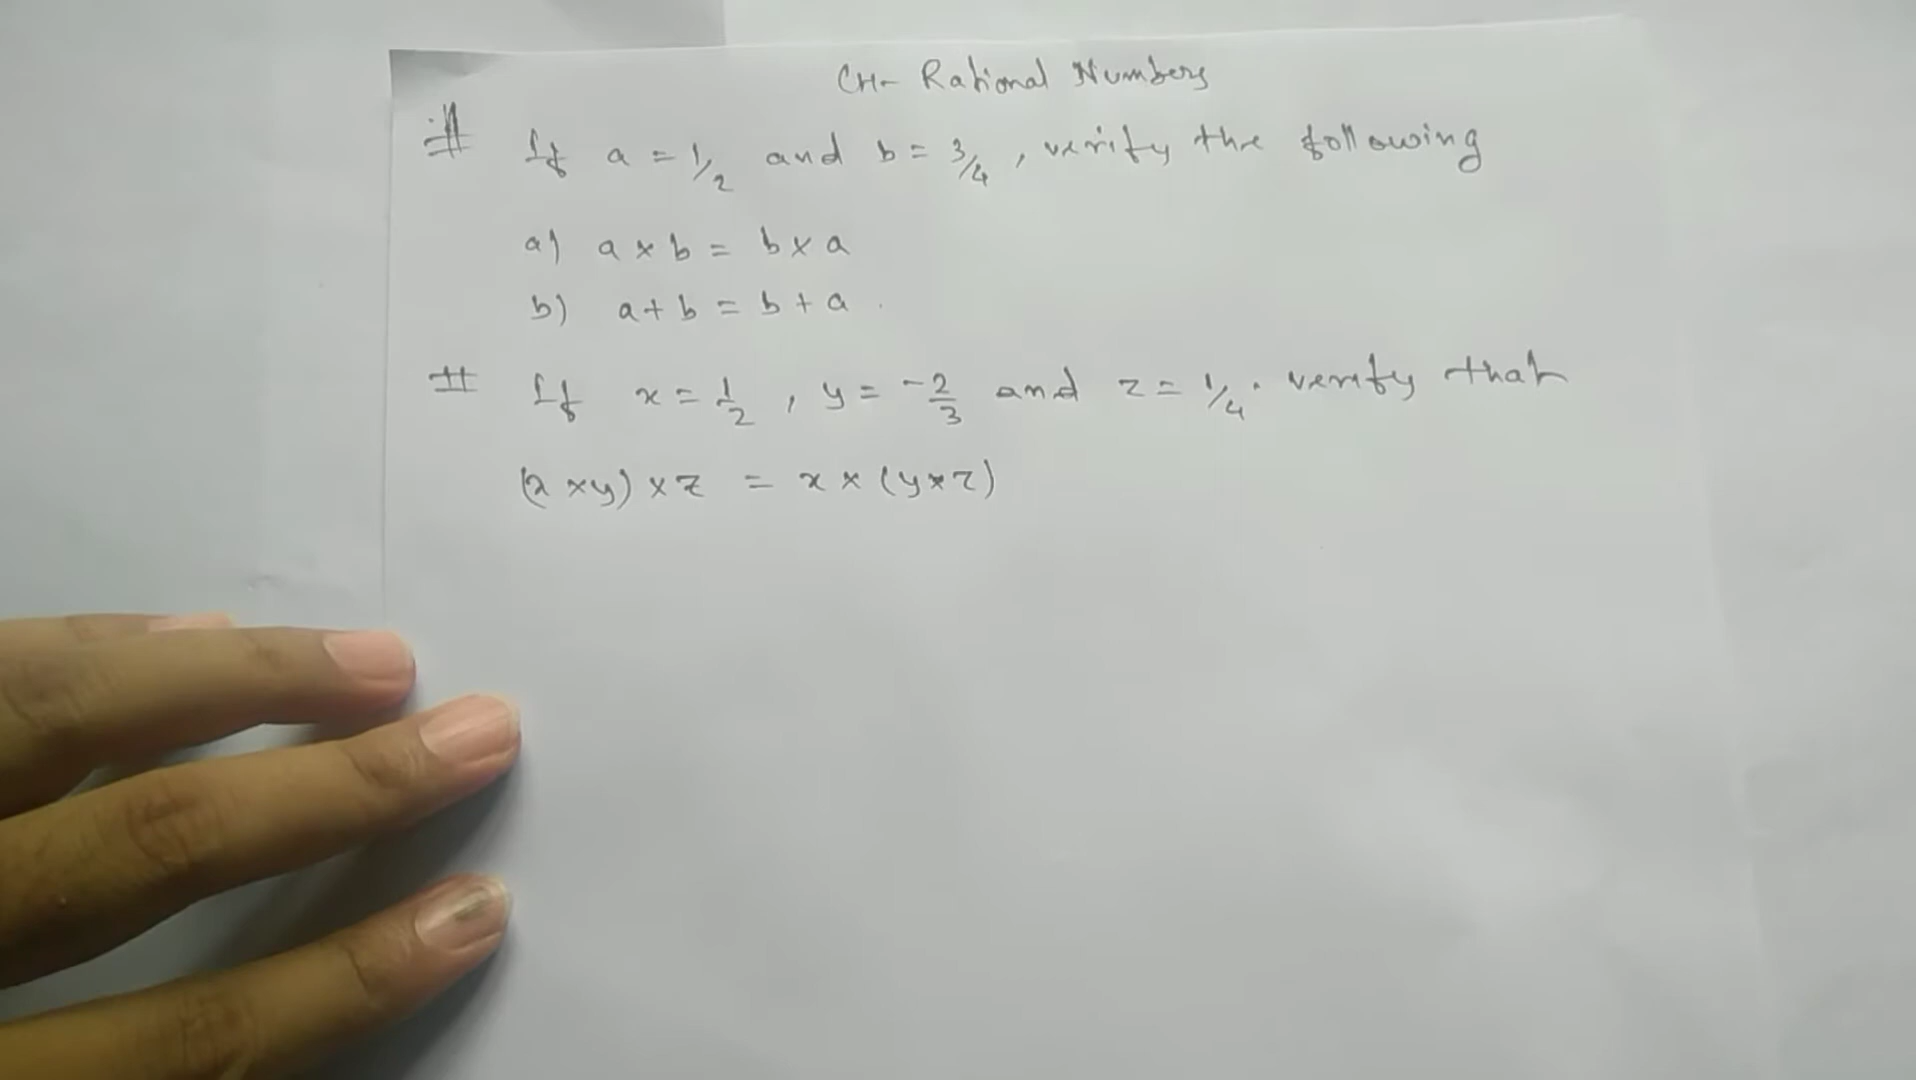 CH- Rational Numbers
# If a = 1/2 and b = 3/4, verify the following
a) a × b = b × a
b) a + b = b + a.
# If x = 1/2, y = -2/3 and z = 1/4. verify that
(x × y) × z = x × (y × z)